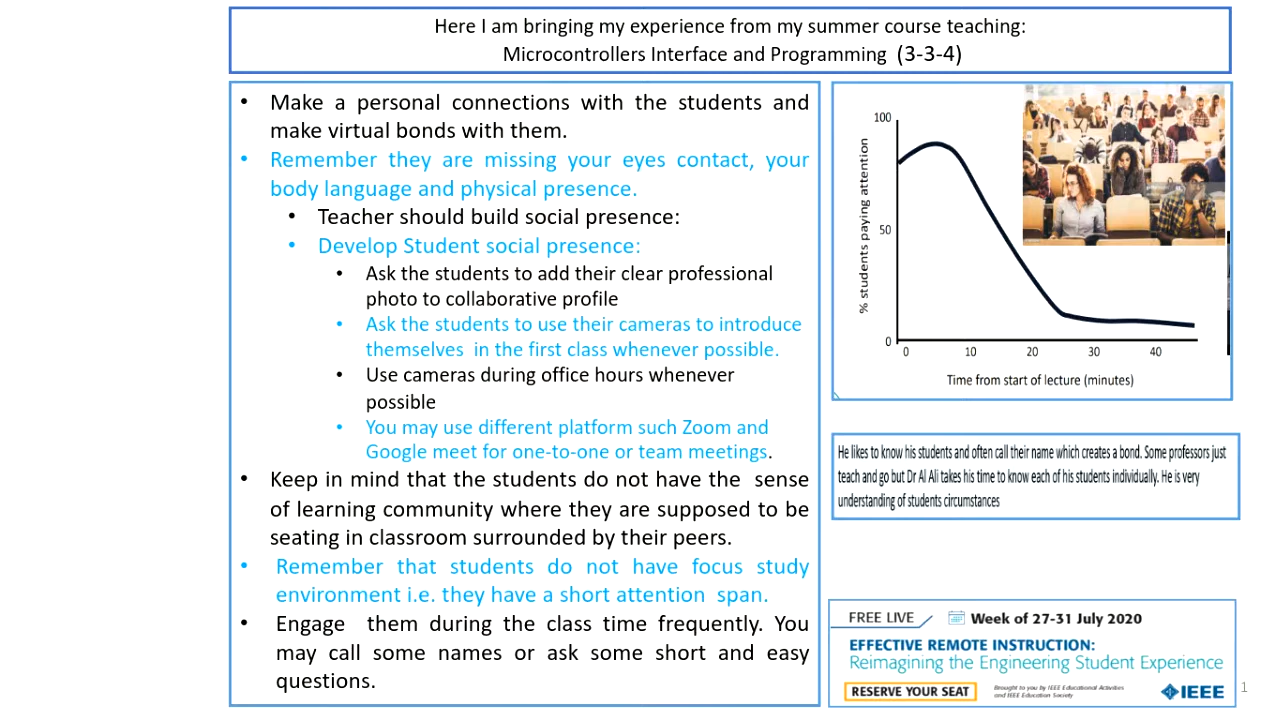 Here I am bringing my experience from my summer course teaching:
Microcontrollers Interface and Programming (3-3-4)
• Make a personal connections with the students and
make virtual bonds with them.
• Remember they are missing your eyes contact, your
body language and physical presence.
• Teacher should build social presence:
• Develop Student social presence:
• Ask the students to add their clear professional
photo to collaborative profile
• Ask the students to use their cameras to introduce
themselves in the first class whenever possible.
• Use cameras during office hours whenever
possible
• You may use different platform such Zoom and
Google meet for one-to-one or team meetings.
• Keep in mind that the students do not have the sense
of learning community where they are supposed to be
seating in classroom surrounded by their peers.
• Remember that students do not have focus study
environment i.e. they have a short attention span.
• Engage them during the class time frequently. You
may call some names or ask some short and easy
questions.
% students paying attention
100
50
0
0 10 20 30 40
Time from start of lecture (minutes)
He likes to know his students and often call their name which creates a bond. Some professors just
teach and go but Dr Al Ali takes his time to know each of his students individually. He is very
understanding of students circumstances
FREE LIVE Week of 27-31 July 2020
EFFECTIVE REMOTE INSTRUCTION:
Reimagining the Engineering Student Experience
RESERVE YOUR SEAT
Brought to you by IEEE Educational Activities
and IEEE Education Society
IEEE
1